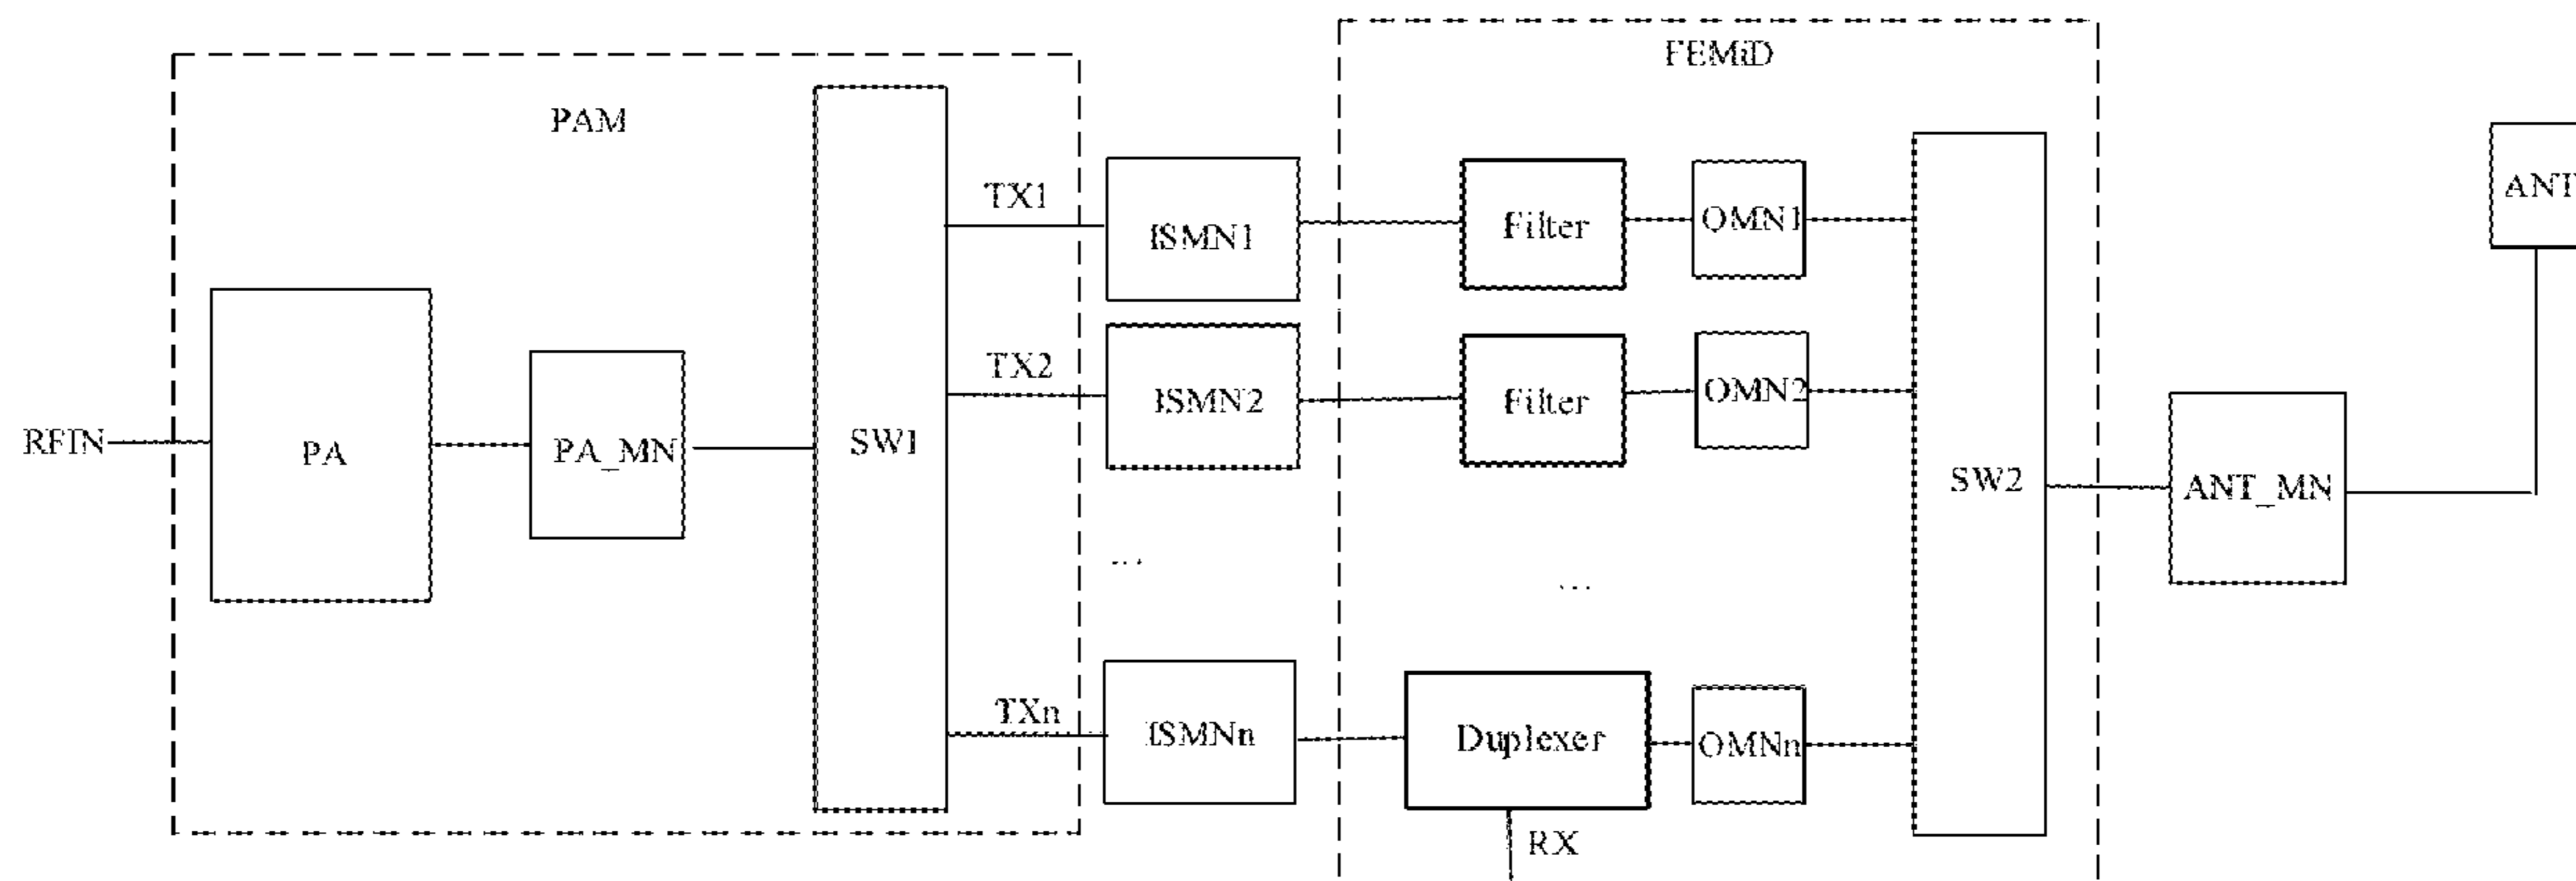 FEMiD
PAM
ANT
TX1
ISMN1
Filter
OMN1
TX2
ISMN2
Filter
OMN2
RFIN
PA
PA_MN
SW1
SW2
ANT_MN
...
...
TXn
ISMNn
Duplexer
OMNn
RX